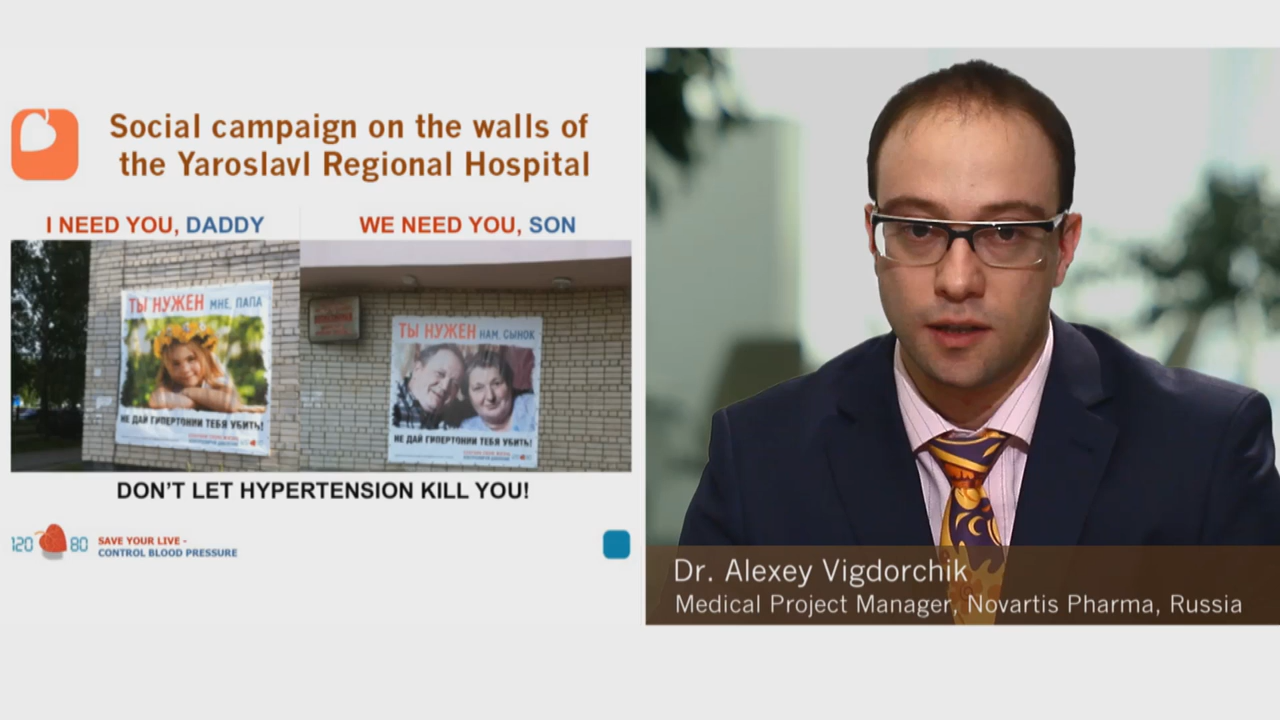 Social campaign on the walls of
the Yaroslavl Regional Hospital
I NEED YOU, DADDY
WE NEED YOU, SON
ТЫ НУЖЕН МНЕ, ПАПА
НЕ ДАЙ ГИПЕРТОНИИ ТЕБЯ УБИТЬ!
ТЫ НУЖЕН НАМ, СЫНОК
НЕ ДАЙ ГИПЕРТОНИИ ТЕБЯ УБИТЬ!
DON'T LET HYPERTENSION KILL YOU!
120 80
SAVE YOUR LIVE -
CONTROL BLOOD PRESSURE
Dr. Alexey Vigdorchik
Medical Project Manager, Novartis Pharma, Russia